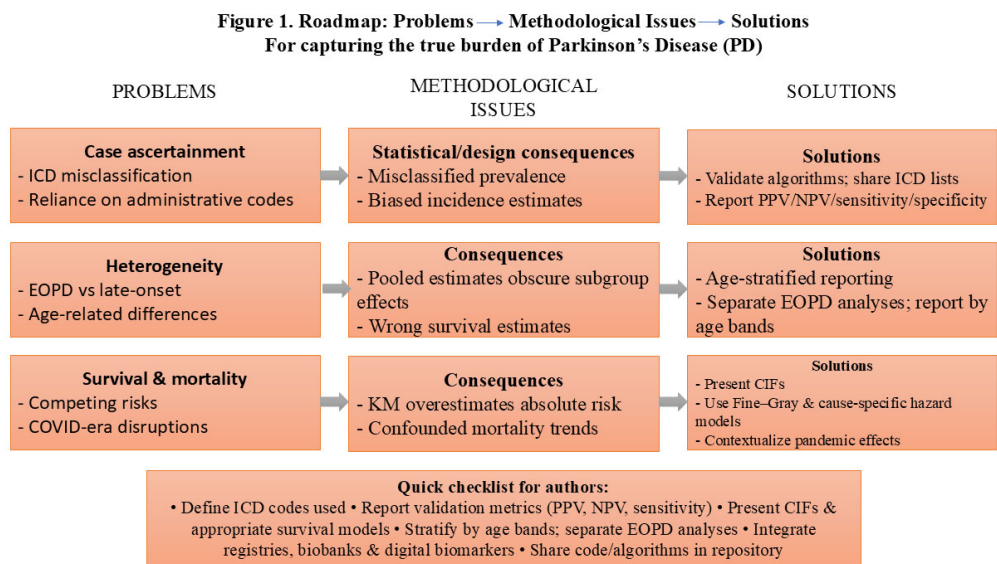 Figure 1. Roadmap: Problems → Methodological Issues → Solutions
For capturing the true burden of Parkinson's Disease (PD)
PROBLEMS
METHODOLOGICAL
ISSUES
SOLUTIONS
Case ascertainment
- ICD misclassification
- Reliance on administrative codes
Statistical/design consequences
- Misclassified prevalence
- Biased incidence estimates
Solutions
- Validate algorithms; share ICD lists
- Report PPV/NPV/sensitivity/specificity
Heterogeneity
- EOPD vs late-onset
- Age-related differences
Consequences
- Pooled estimates obscure subgroup
effects
- Wrong survival estimates
Solutions
- Age-stratified reporting
- Separate EOPD analyses; report by
age bands
Survival & mortality
- Competing risks
- COVID-era disruptions
Consequences
- KM overestimates absolute risk
- Confounded mortality trends
Solutions
- Present CIFs
- Use Fine–Gray & cause-specific hazard
models
- Contextualize pandemic effects
Quick checklist for authors:
• Define ICD codes used • Report validation metrics (PPV, NPV, sensitivity) • Present CIFs &
appropriate survival models • Stratify by age bands; separate EOPD analyses • Integrate
registries, biobanks & digital biomarkers • Share code/algorithms in repository